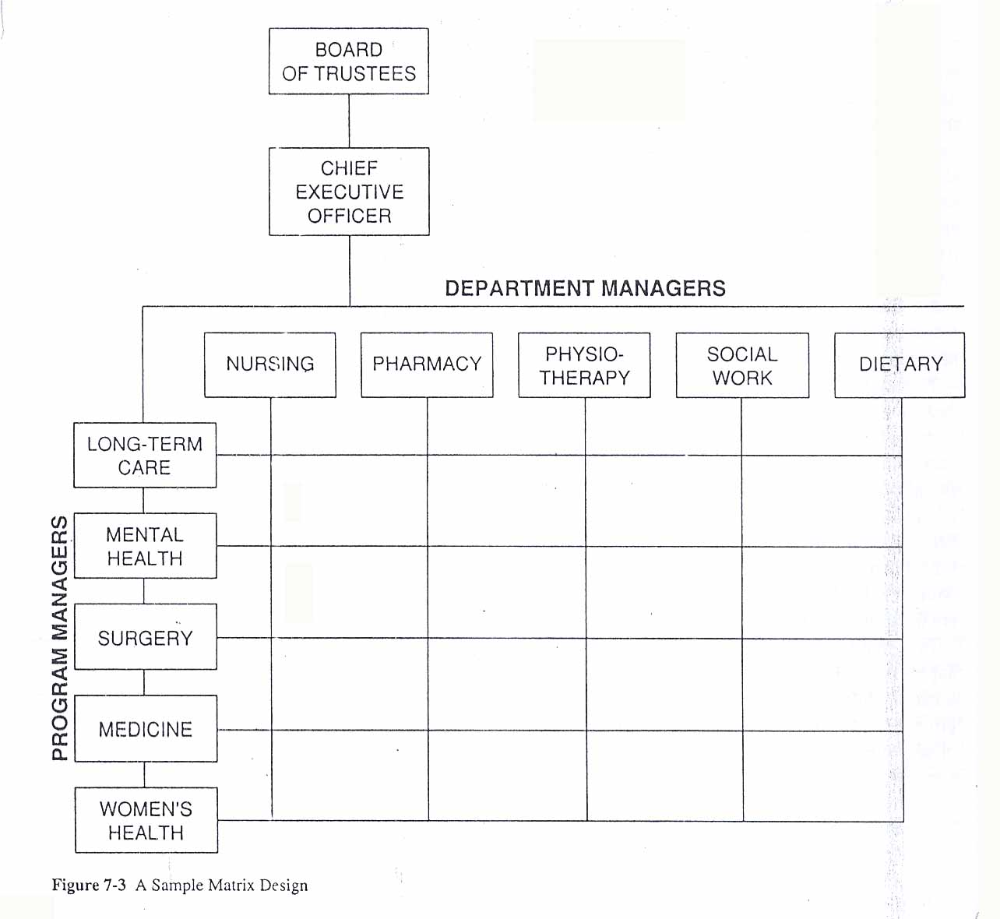 BOARD
OF TRUSTEES
CHIEF
EXECUTIVE
OFFICER
DEPARTMENT MANAGERS
NURSING
PHARMACY
PHYSIO-
THERAPY
SOCIAL
WORK
DIETARY
PROGRAM MANAGERS
LONG-TERM
CARE
MENTAL
HEALTH
SURGERY
MEDICINE
WOMEN'S
HEALTH
Figure 7-3 A Sample Matrix Design